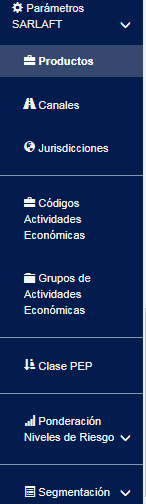 Parámetros
SARLAFT
Productos
Canales
Jurisdicciones
Códigos
Actividades
Económicas
Grupos de
Actividades
Económicas
Clase PEP
Ponderación
Niveles de Riesgo
Segmentación